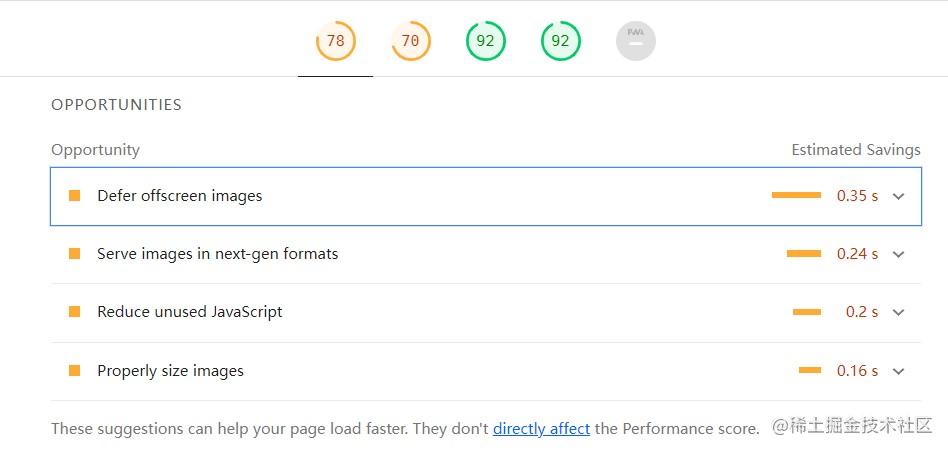 78 70 92 92 PWA
OPPORTUNITIES
Opportunity Estimated Savings
Defer offscreen images 0.35 s
Serve images in next-gen formats 0.24 s
Reduce unused JavaScript 0.2 s
Properly size images 0.16 s
These suggestions can help your page load faster. They don't directly affect the Performance score.
@稀土掘金技术社区